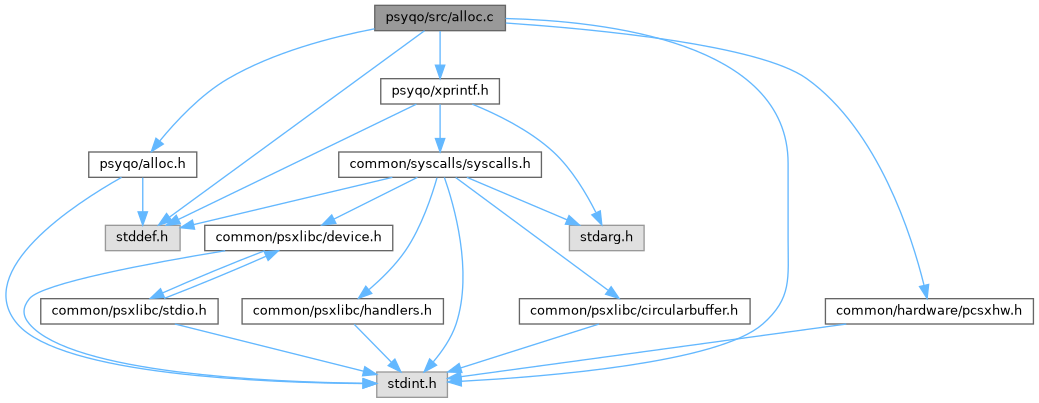 psyqo/src/alloc.c
psyqo/xprintf.h
psyqo/alloc.h
common/syscalls/syscalls.h
stddef.h
common/psxlibc/device.h
stdarg.h
common/psxlibc/stdio.h
common/psxlibc/handlers.h
common/psxlibc/circularbuffer.h
common/hardware/pcsxhw.h
stdint.h